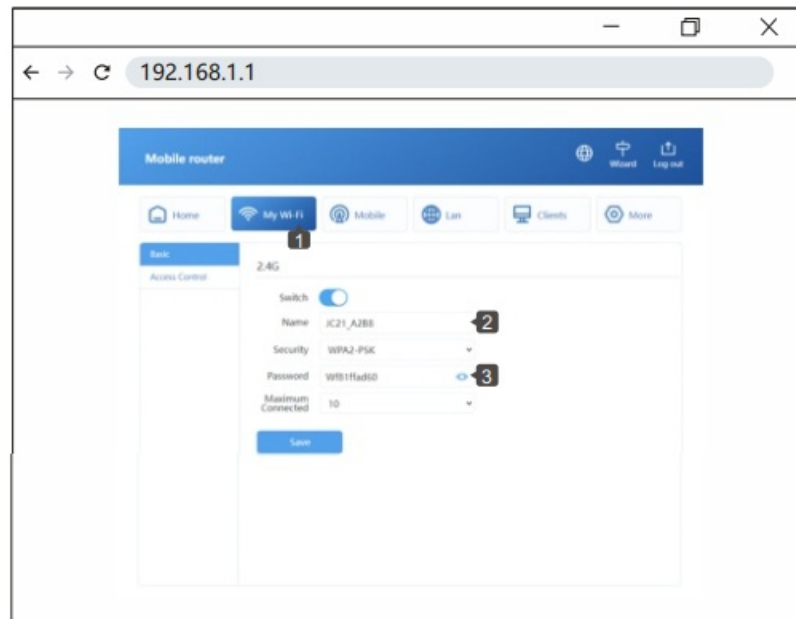 192.168.1.1
Mobile router
Wizard
Log out
Home
My Wi-Fi
Mobile
Lan
Clients
More
1
Basic
Access Control
2.4G
Switch
Name JC21_A2B8 2
Security WPA2-PSK
Password 3
Maximum
Connected 10
Save